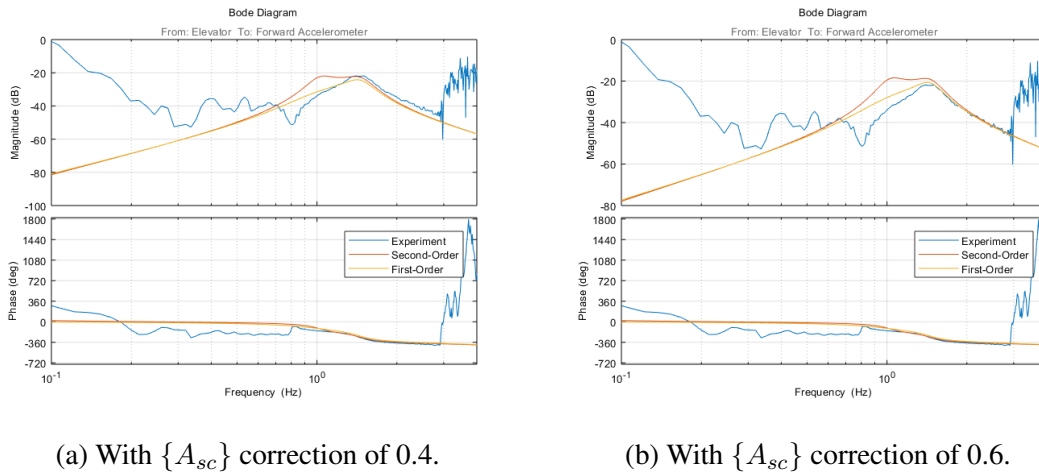 Bode Diagram
From: Elevator To: Forward Accelerometer
Magnitude (dB)
0
-20
-40
-60
-80
-100
Phase (deg)
1800
1440
1080
720
360
0
-360
-720
Experiment
Second-Order
First-Order
10^-1
10^0
Frequency (Hz)
(a) With {A_sc} correction of 0.4.
Bode Diagram
From: Elevator To: Forward Accelerometer
Magnitude (dB)
0
-20
-40
-60
-80
Phase (deg)
1800
1440
1080
720
360
0
-360
-720
Experiment
Second-Order
First-Order
10^-1
10^0
Frequency (Hz)
(b) With {A_sc} correction of 0.6.